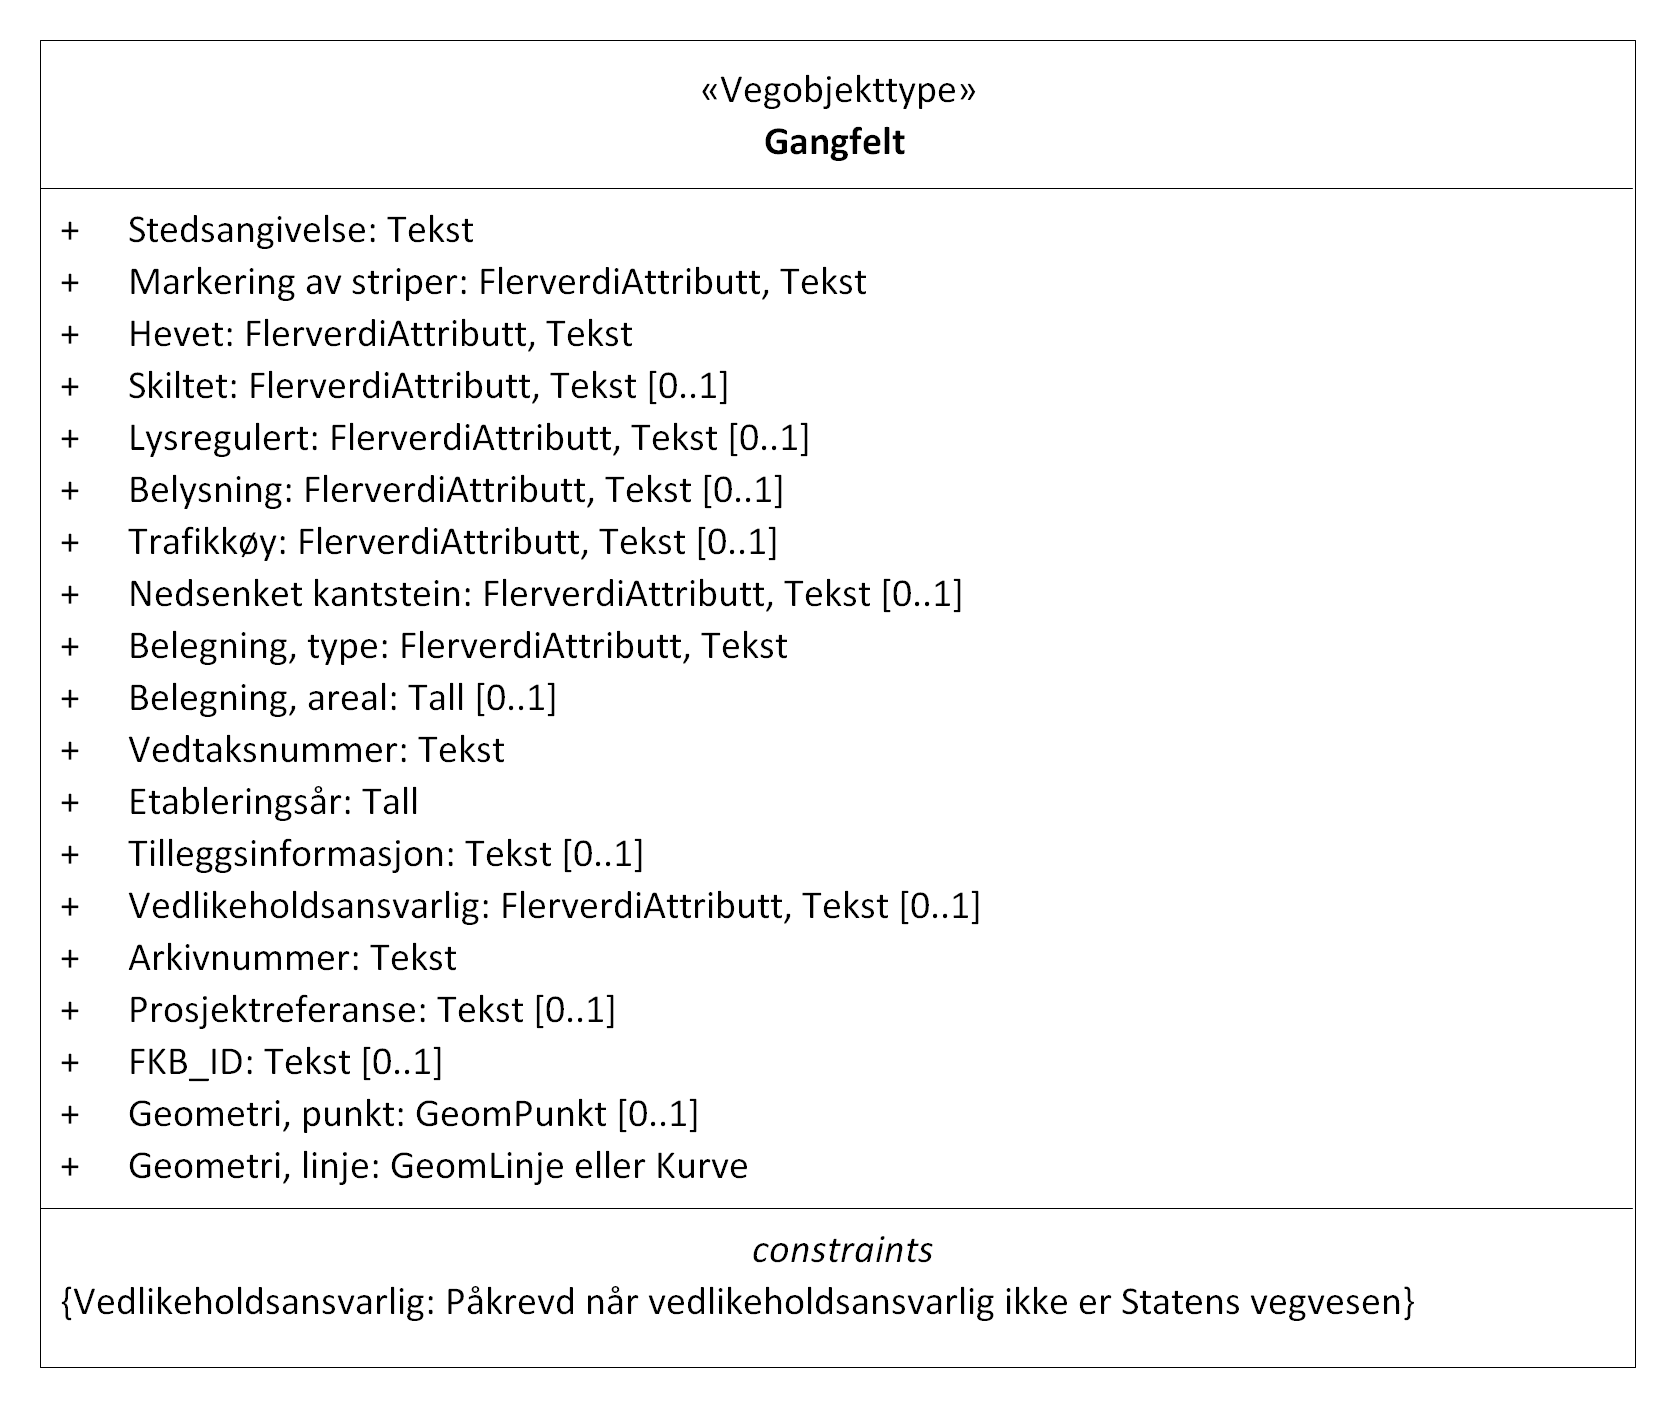 «Vegobjekttype»
Gangfelt
+ Stedsangivelse: Tekst
+ Markering av striper: FlerverdiAttributt, Tekst
+ Hevet: FlerverdiAttributt, Tekst
+ Skiltet: FlerverdiAttributt, Tekst [0..1]
+ Lysregulert: FlerverdiAttributt, Tekst [0..1]
+ Belysning: FlerverdiAttributt, Tekst [0..1]
+ Trafikkøy: FlerverdiAttributt, Tekst [0..1]
+ Nedsenket kantstein: FlerverdiAttributt, Tekst [0..1]
+ Belegning, type: FlerverdiAttributt, Tekst
+ Belegning, areal: Tall [0..1]
+ Vedtaksnummer: Tekst
+ Etableringsår: Tall
+ Tilleggsinformasjon: Tekst [0..1]
+ Vedlikeholdsansvarlig: FlerverdiAttributt, Tekst [0..1]
+ Arkivnummer: Tekst
+ Prosjektreferanse: Tekst [0..1]
+ FKB_ID: Tekst [0..1]
+ Geometri, punkt: GeomPunkt [0..1]
+ Geometri, linje: GeomLinje eller Kurve
constraints
{Vedlikeholdsansvarlig: Påkrevd når vedlikeholdsansvarlig ikke er Statens vegvesen}